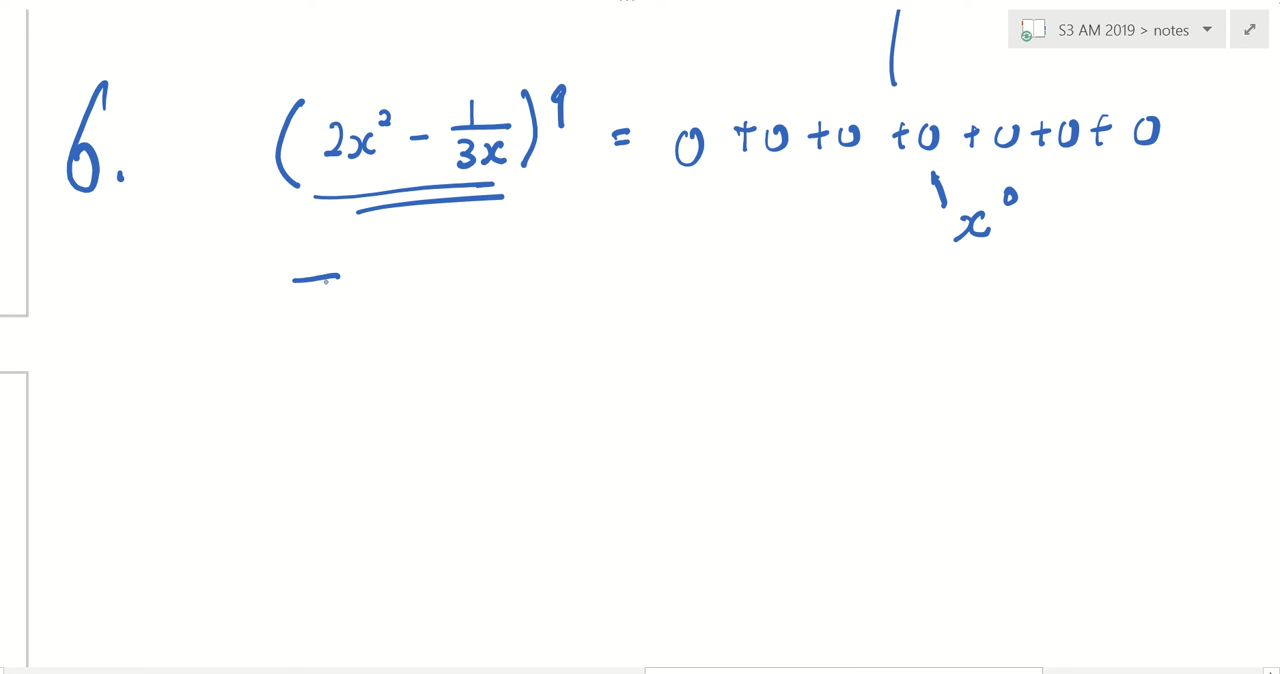 S3 AM 2019 > notes
6. (2x² - 1/3x)⁹ = 0 + 0 + 0 + 0 + 0 + 0 + 0
x⁰